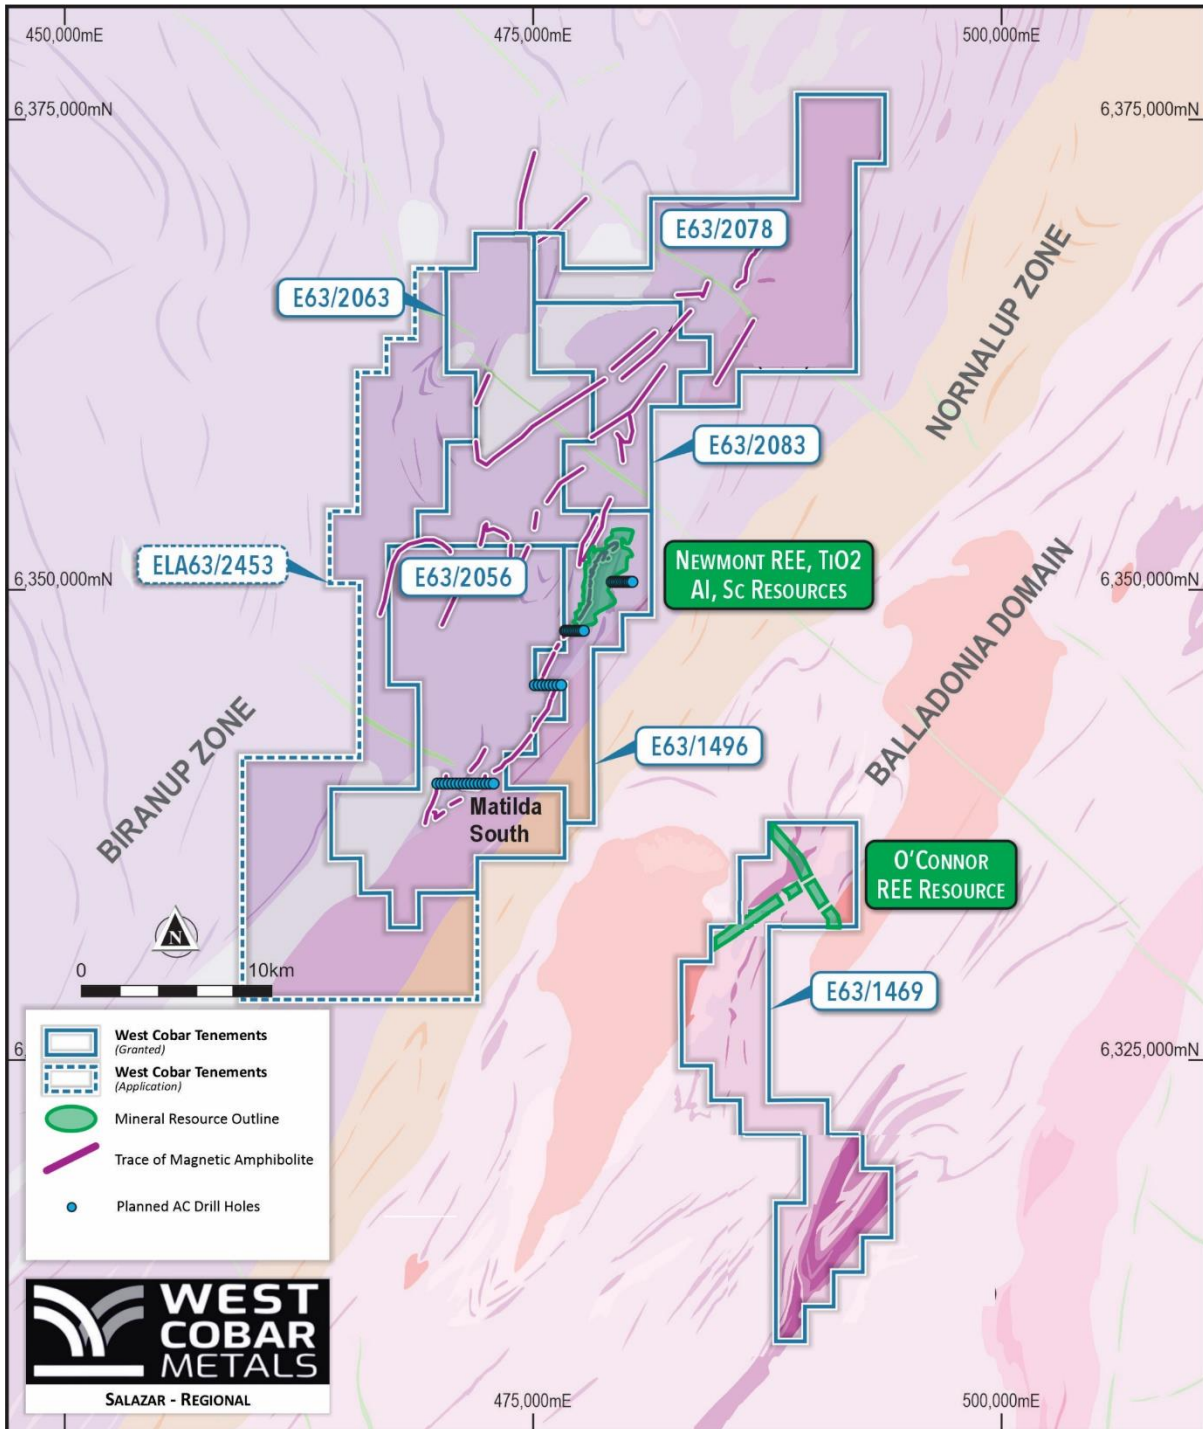 450,000mE
475,000mE
500,000mE
6,375,000mN
6,375,000mN
E63/2078
E63/2063
NORNALUP ZONE
E63/2083
ELA63/2453
E63/2056
NEWMONT REE, TIO2
AL, SC RESOURCES
6,350,000mN
6,350,000mN
BALLADONIA DOMAIN
BIRANUP ZONE
E63/1496
Matilda
South
O'CONNOR
REE RESOURCE
N
0
10km
E63/1469
6,325,000mN
West Cobar Tenements
(Granted)
West Cobar Tenements
(Application)
Mineral Resource Outline
Trace of Magnetic Amphibolite
Planned AC Drill Holes
WEST
COBAR
METALS
SALAZAR - REGIONAL
475,000mE
500,000mE